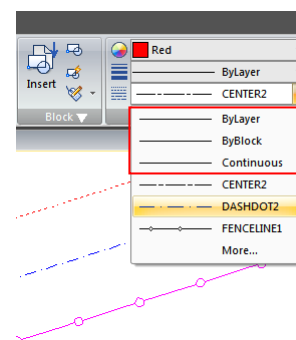 Red
ByLayer
Insert
CENTER2
Block
ByLayer
ByBlock
Continuous
CENTER2
DASHDOT2
FENCELINE1
More...